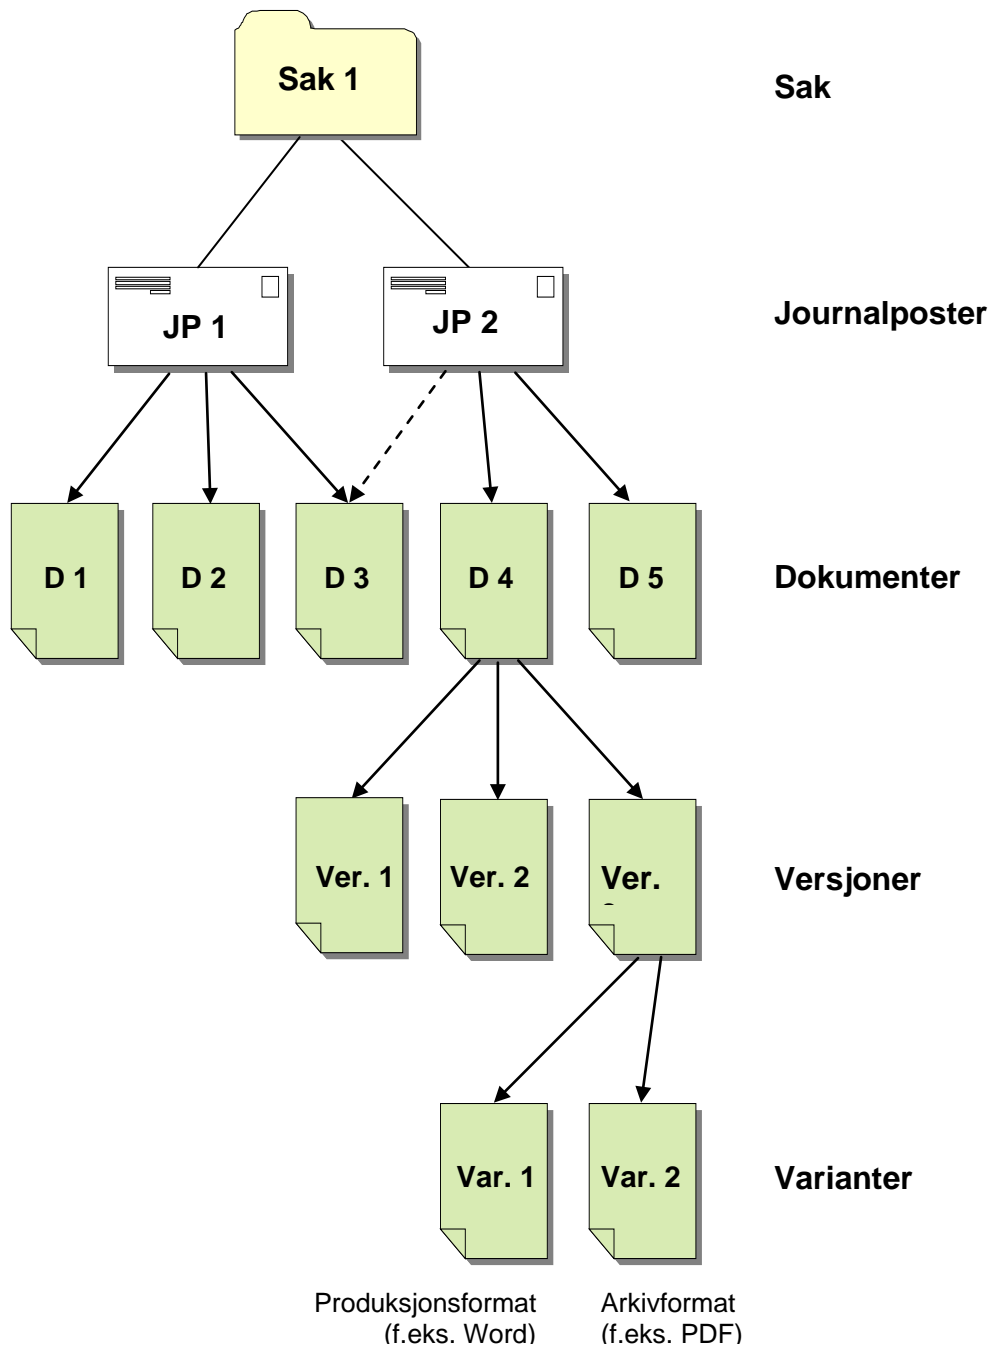 Sak 1
Sak
JP 1
JP 2
Journalposter
D 1
D 2
D 3
D 4
D 5
Dokumenter
Ver. 1
Ver. 2
Ver.
Versjoner
Var. 1
Var. 2
Varianter
Produksjonsformat
(f.eks. Word)
Arkivformat
(f.eks. PDF)